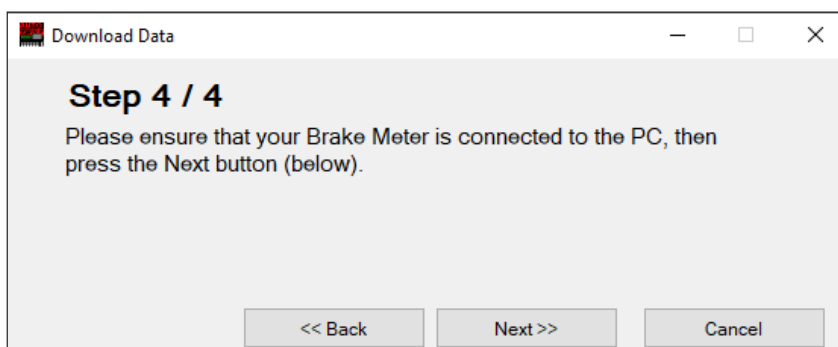 Download Data
Step 4 / 4
Please ensure that your Brake Meter is connected to the PC, then
press the Next button (below).
<< Back Next >> Cancel